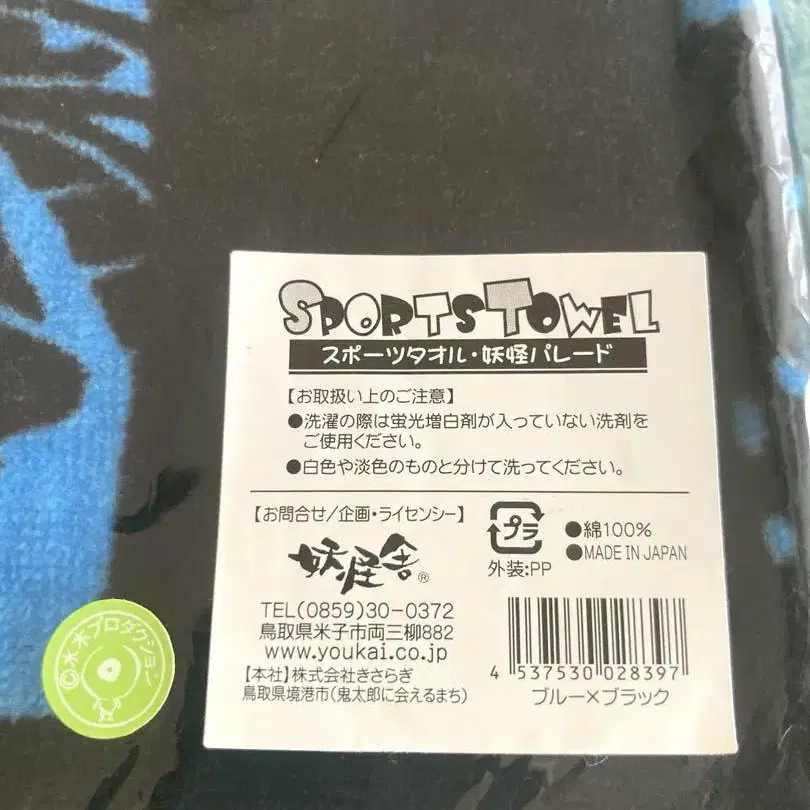 SPORTSTOWEL
スポーツタオル・妖怪パレード
【お取扱い上のご注意】
●洗濯の際は蛍光増白剤が入っていない洗剤を
ご使用ください。
●白色や淡色のものと分けて洗ってください。
【お問合せ/企画・ライセンシー】
妖怪舎®
TEL(0859)30-0372
鳥取県米子市両三柳882
www.youkai.co.jp
【本社】株式会社きさらぎ
鳥取県境港市(鬼太郎に会えるまち)
プラ
外装:PP
●綿100%
●MADE IN JAPAN
4 537530 028397
ブルー×ブラック
©水木プロダクション